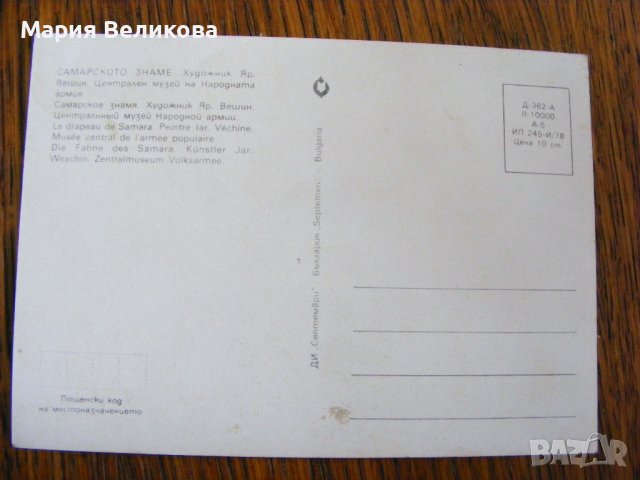 Мария Великова
САМАРСКОТО ЗНАМЕ. Художник Яр.
Вешин. Централен музей на Народната
армия
Самарское знамя. Художник Яр. Вешин.
Центральный музей Народной армии.
Le drapeau de Samara. Peintre Iar. Véchine.
Musée central de l'armee populaire.
Die Fahne des Samara. Künstler Jar.
Weschin. Zentralmuseum Volksarmee.
Пощенски код
на местоназначението
ДИ „Септември" България „Septemvri" — Bulgaria
Д-362-А
II-10000
А-5
ИП 245-И/78
Цена 10 ст.
BAZAR